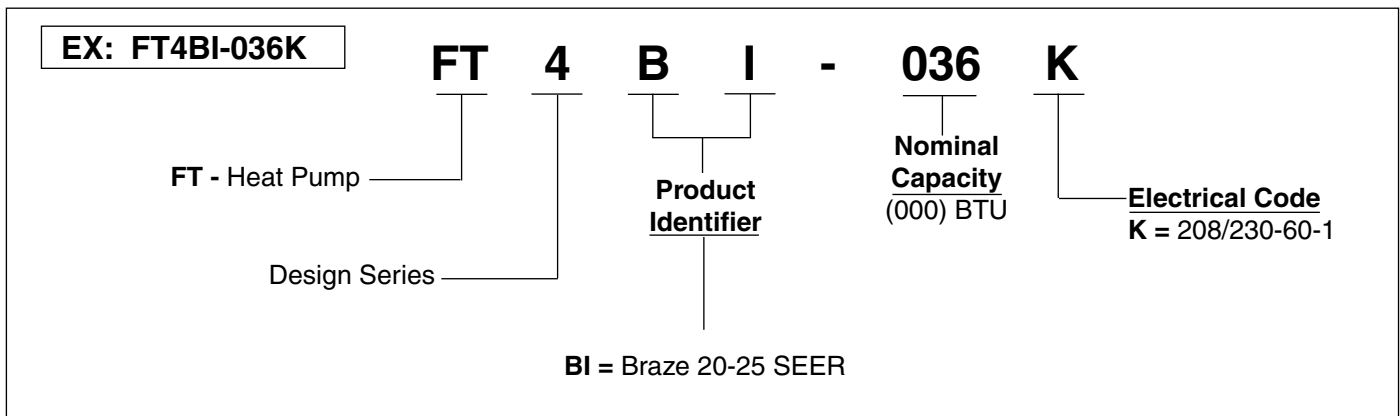 EX: FT4BI-036K
FT 4 B I - 036 K
FT - Heat Pump
Design Series
Product
Identifier
BI = Braze 20-25 SEER
Nominal
Capacity
(000) BTU
Electrical Code
K = 208/230-60-1